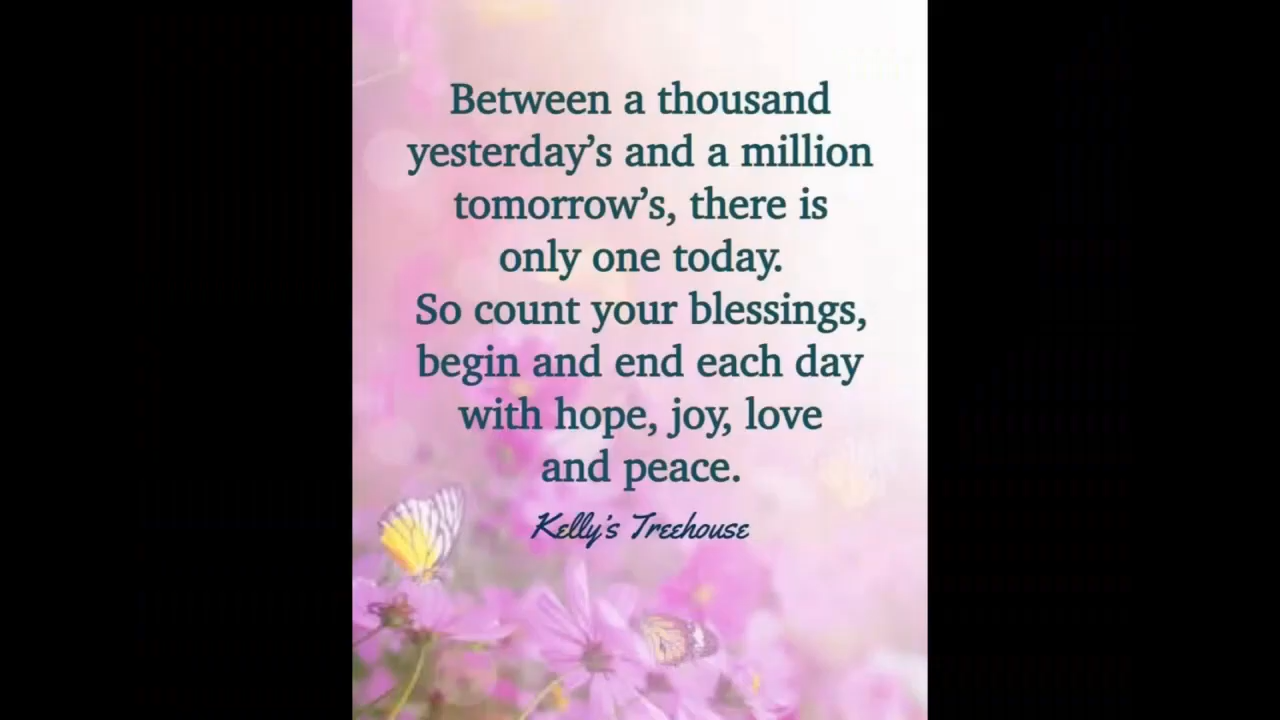 Between a thousand
yesterday’s and a million
tomorrow’s, there is
only one today.
So count your blessings,
begin and end each day
with hope, joy, love
and peace.
Kelly’s Treehouse